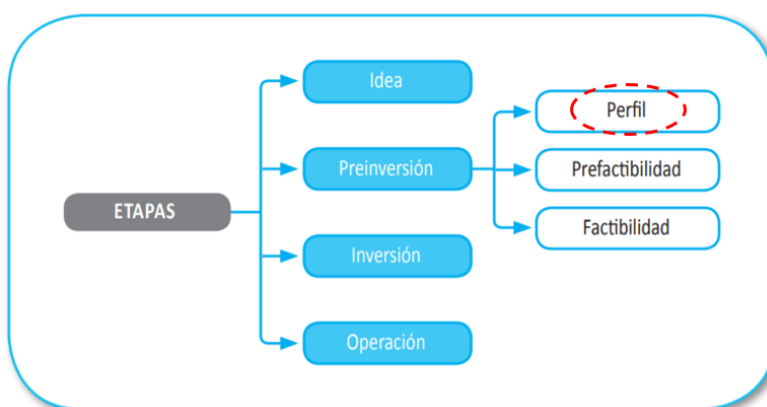 ETAPAS
Idea
Preinversión
Inversión
Operación
Perfil
Prefactibilidad
Factibilidad